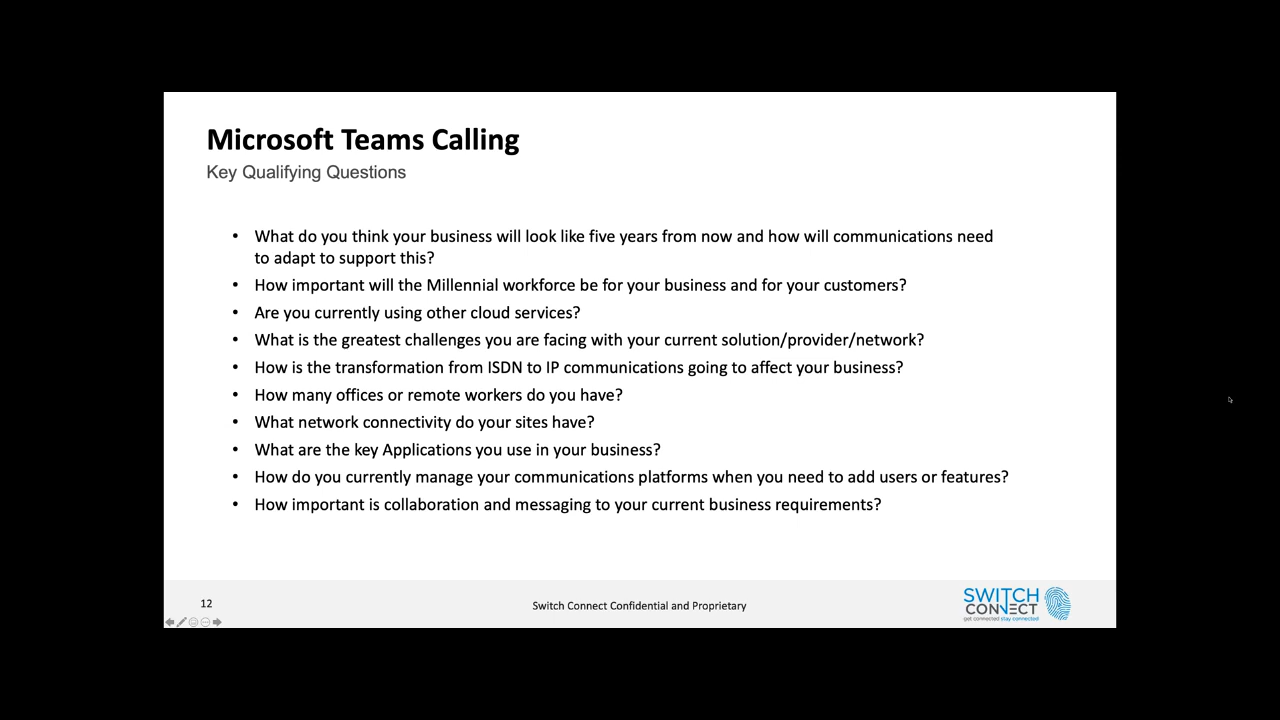 Microsoft Teams Calling
Key Qualifying Questions
• What do you think your business will look like five years from now and how will communications need
to adapt to support this?
• How important will the Millennial workforce be for your business and for your customers?
• Are you currently using other cloud services?
• What is the greatest challenges you are facing with your current solution/provider/network?
• How is the transformation from ISDN to IP communications going to affect your business?
• How many offices or remote workers do you have?
• What network connectivity do your sites have?
• What are the key Applications you use in your business?
• How do you currently manage your communications platforms when you need to add users or features?
• How important is collaboration and messaging to your current business requirements?
12
Switch Connect Confidential and Proprietary
SWITCH
CONNECT
get connected stay connected